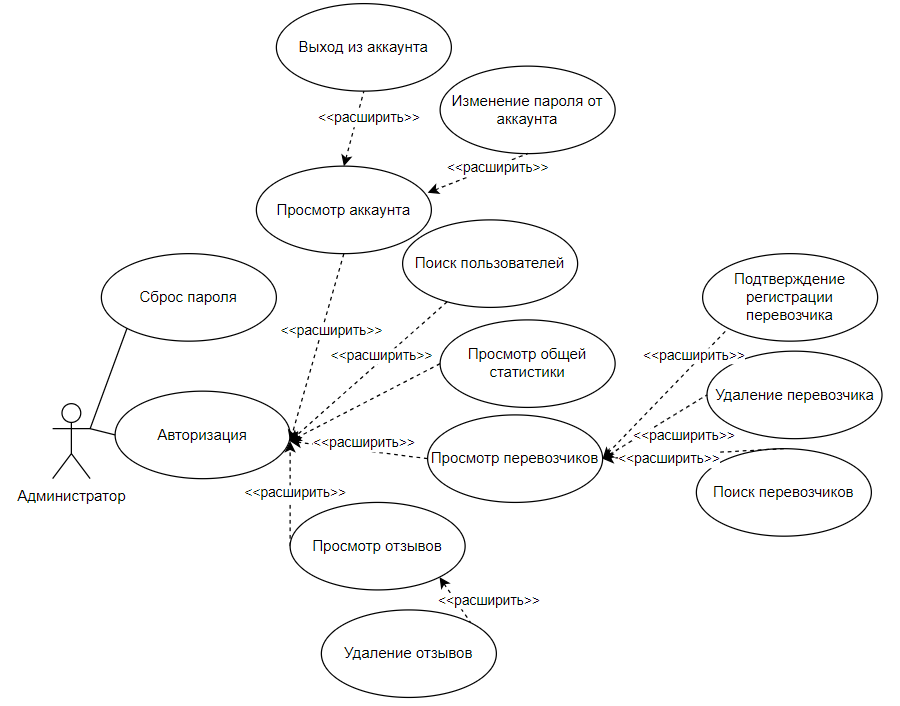 Выход из аккаунта
<<расширить>>
Изменение пароля от
аккаунта
<<расширить>>
Просмотр аккаунта
Поиск пользователей
Сброс пароля
Подтверждение
регистрации
перевозчика
<<расширить>>
<<расширить>>
Просмотр общей
статистики
<<расширить>>
Удаление перевозчика
Авторизация
<<расширить>>
Просмотр перевозчиков
<<расширить>>
<<расширить>>
Администратор
<<расширить>>
Поиск перевозчиков
Просмотр отзывов
<<расширить>>
Удаление отзывов